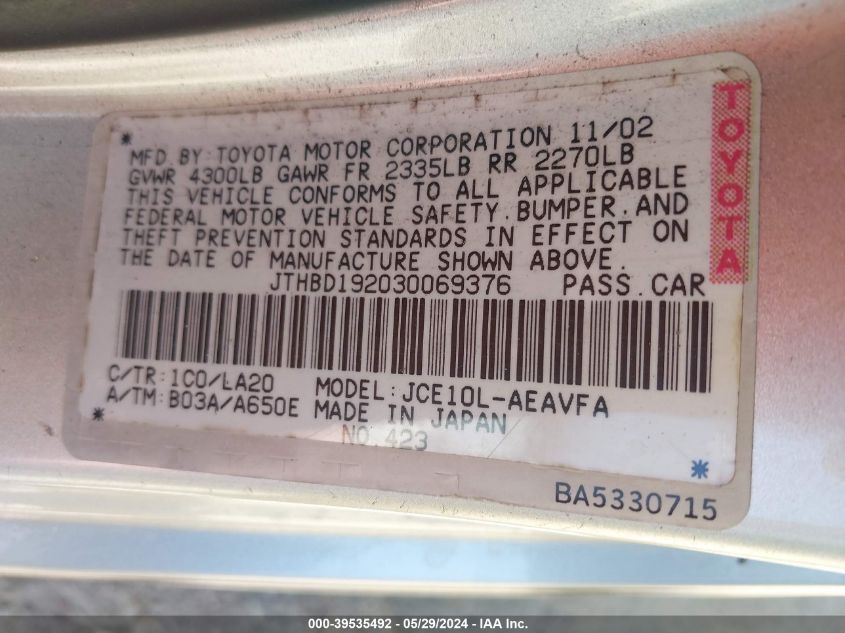 * MFD.BY:TOYOTA MOTOR CORPORATION 11/02
GVWR 4300LB GAWR FR 2335LB RR 2270LB
THIS VEHICLE CONFORMS TO ALL APPLICABLE
FEDERAL MOTOR VEHICLE SAFETY.BUMPER.AND
THEFT PREVENTION STANDARDS IN EFFECT ON
THE DATE OF MANUFACTURE SHOWN ABOVE.
JTHBD192030069376 PASS.CAR
TOYOTA
C/TR:1C0/LA20 MODEL:JCE10L-AEAVFA
A/TM:B03A/A650E MADE IN JAPAN
* NO.423 *
BA5330715
000-39535492 - 05/29/2024 - IAA Inc.